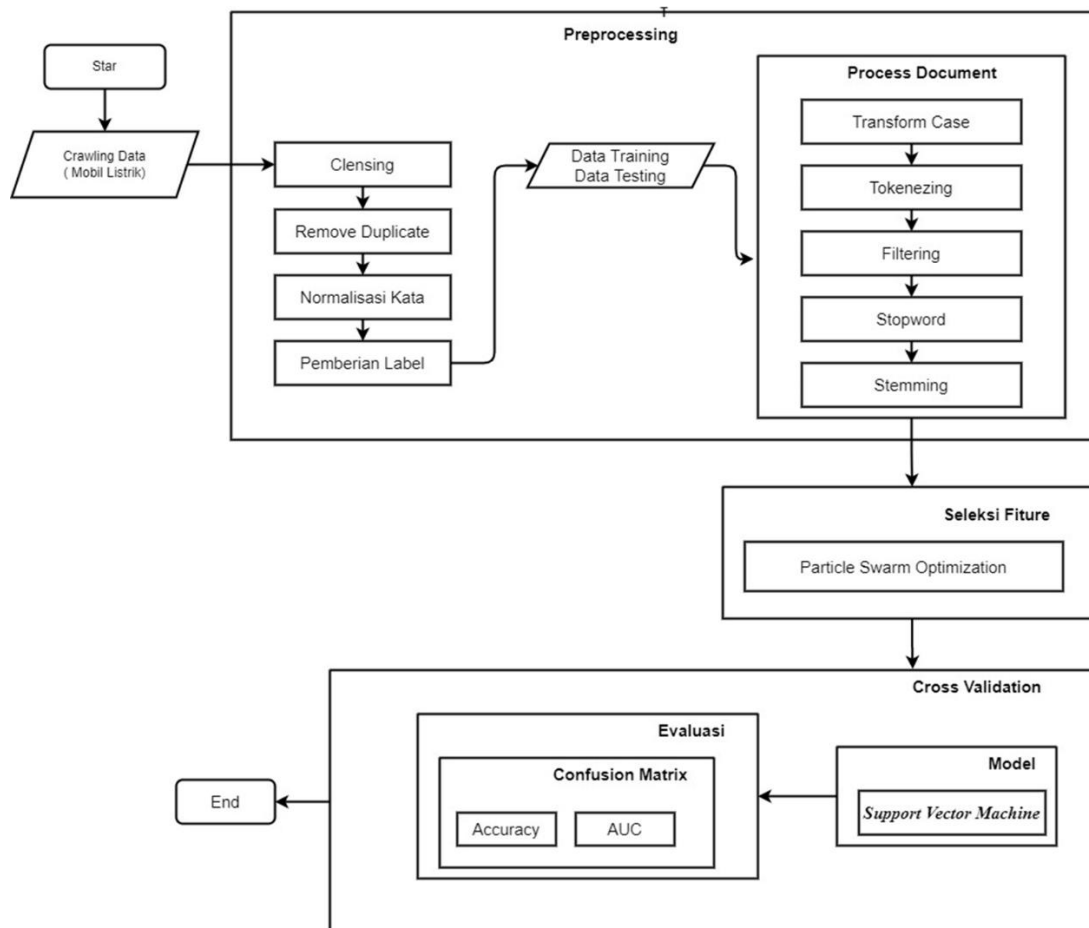 Star
Crawling Data
( Mobil Listrik)
T
Preprocessing
Clensing
Remove Duplicate
Normalisasi Kata
Pemberian Label
Data Training
Data Testing
Process Document
Transform Case
Tokenezing
Filtering
Stopword
Stemming
Seleksi Fiture
Particle Swarm Optimization
Cross Validation
Model
Support Vector Machine
Evaluasi
Confusion Matrix
Accuracy
AUC
End